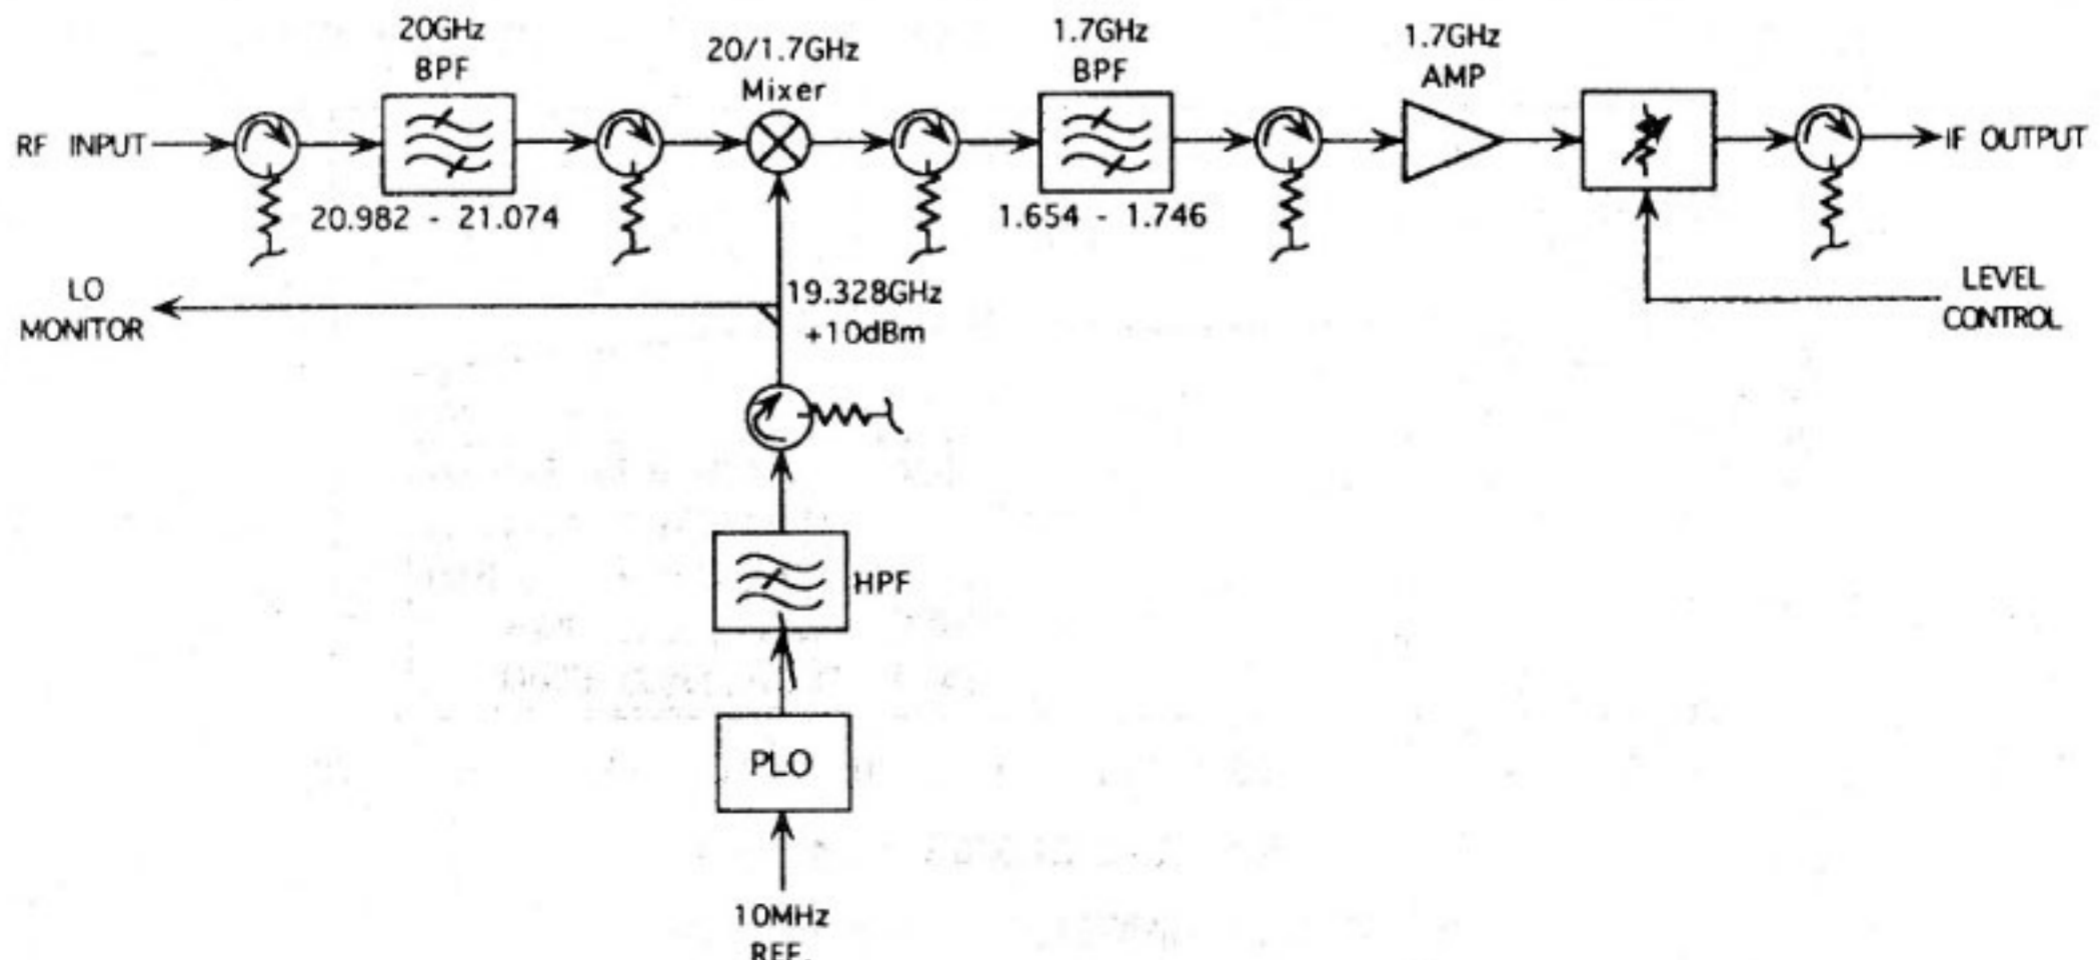 20GHz
BPF
20/1.7GHz
Mixer
1.7GHz
BPF
1.7GHz
AMP
RF INPUT
IF OUTPUT
20.982 - 21.074
1.654 - 1.746
LO
MONITOR
19.328GHz
+10dBm
LEVEL
CONTROL
HPF
PLO
10MHz
REF.